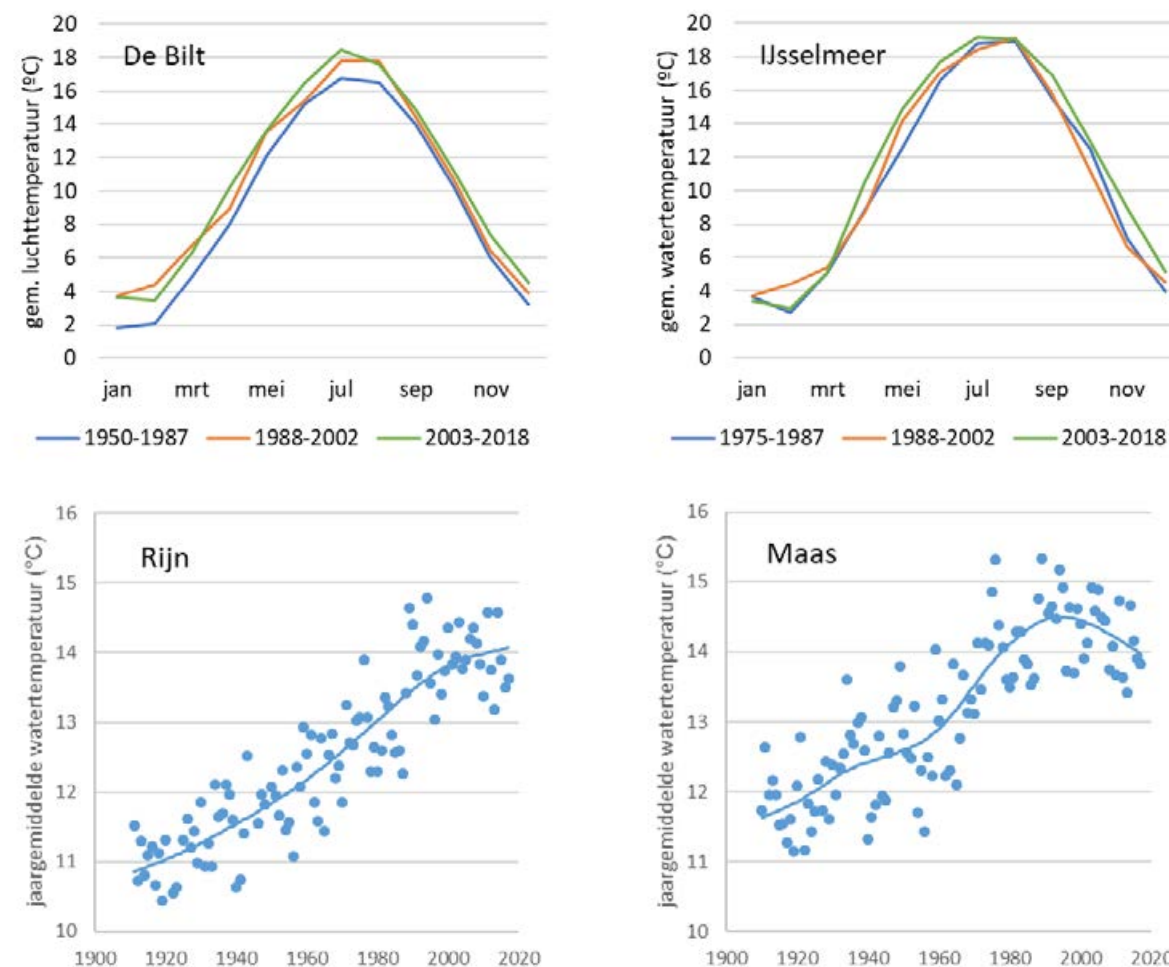 De Bilt
gem. luchttemperatuur (ºC)
20
18
16
14
12
10
8
6
4
2
0
jan mrt mei jul sep nov
1950-1987 1988-2002 2003-2018
IJsselmeer
gem. watertemperatuur (ºC)
20
18
16
14
12
10
8
6
4
2
0
jan mrt mei jul sep nov
1975-1987 1988-2002 2003-2018
Rijn
jaargemiddelde watertemperatuur (°C)
16
15
14
13
12
11
10
1900 1920 1940 1960 1980 2000 2020
Maas
jaargemiddelde watertemperatuur (°C)
16
15
14
13
12
11
10
1900 1920 1940 1960 1980 2000 2020